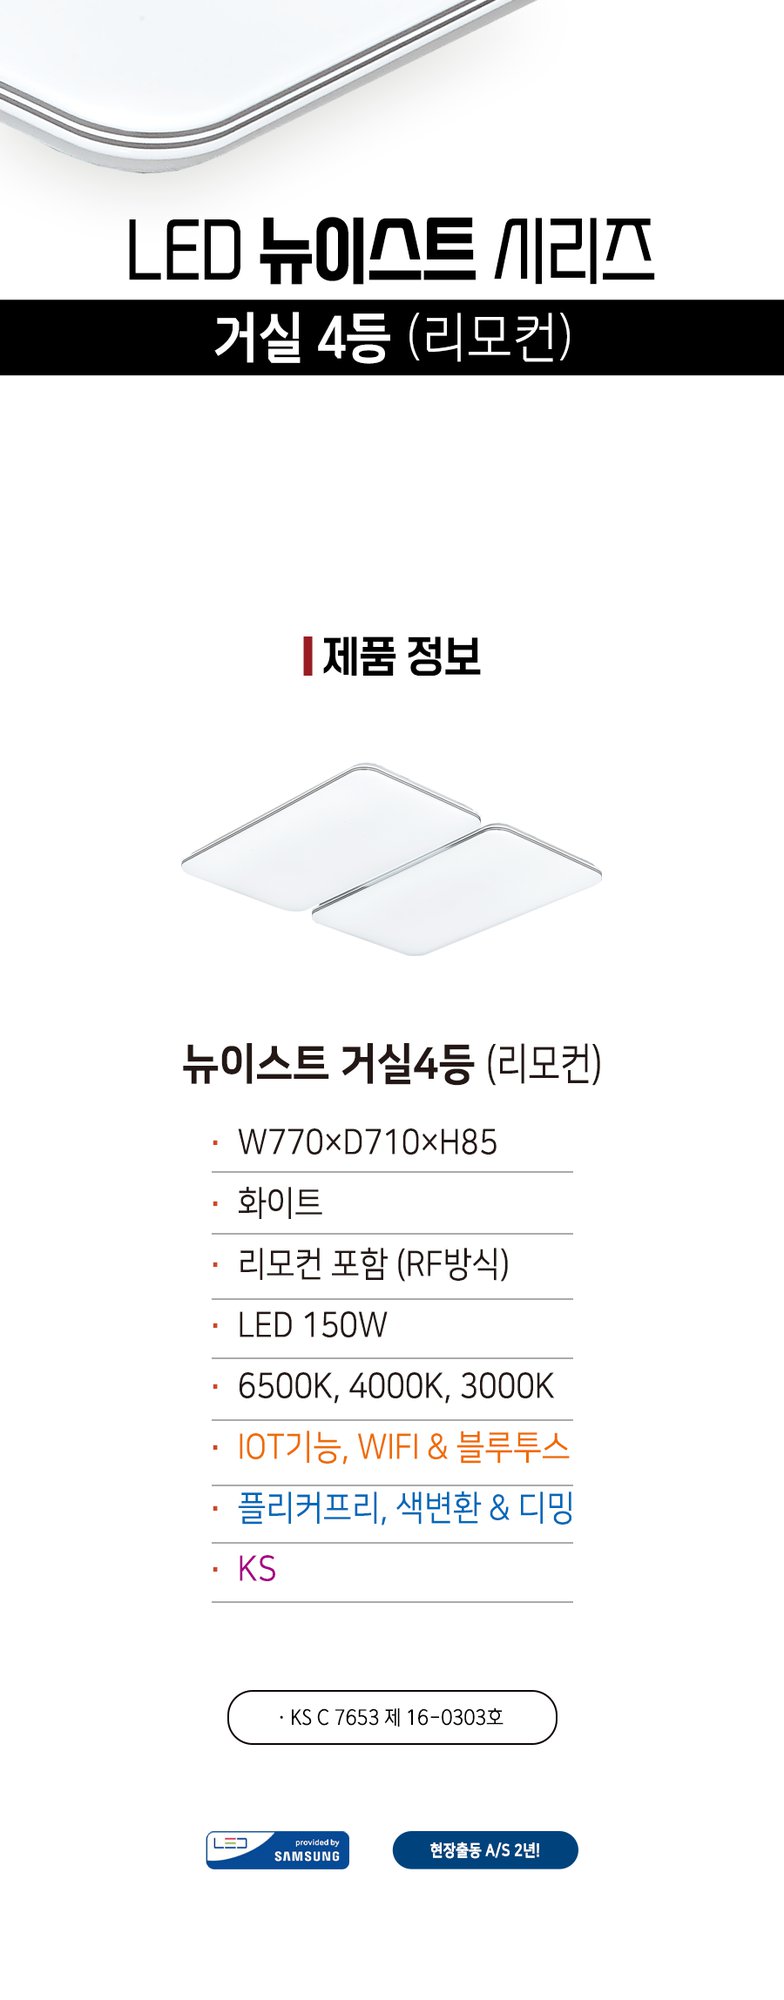 LED 뉴이스트 시리즈
거실 4등 (리모컨)
제품 정보
뉴이스트 거실4등 (리모컨)
· W770×D710×H85
· 화이트
· 리모컨 포함 (RF방식)
· LED 150W
· 6500K, 4000K, 3000K
· IOT기능, WIFI & 블루투스
· 플리커프리, 색변환 & 디밍
· KS
· KS C 7653 제 16-0303호
LED provided by
SAMSUNG
현장출동 A/S 2년!